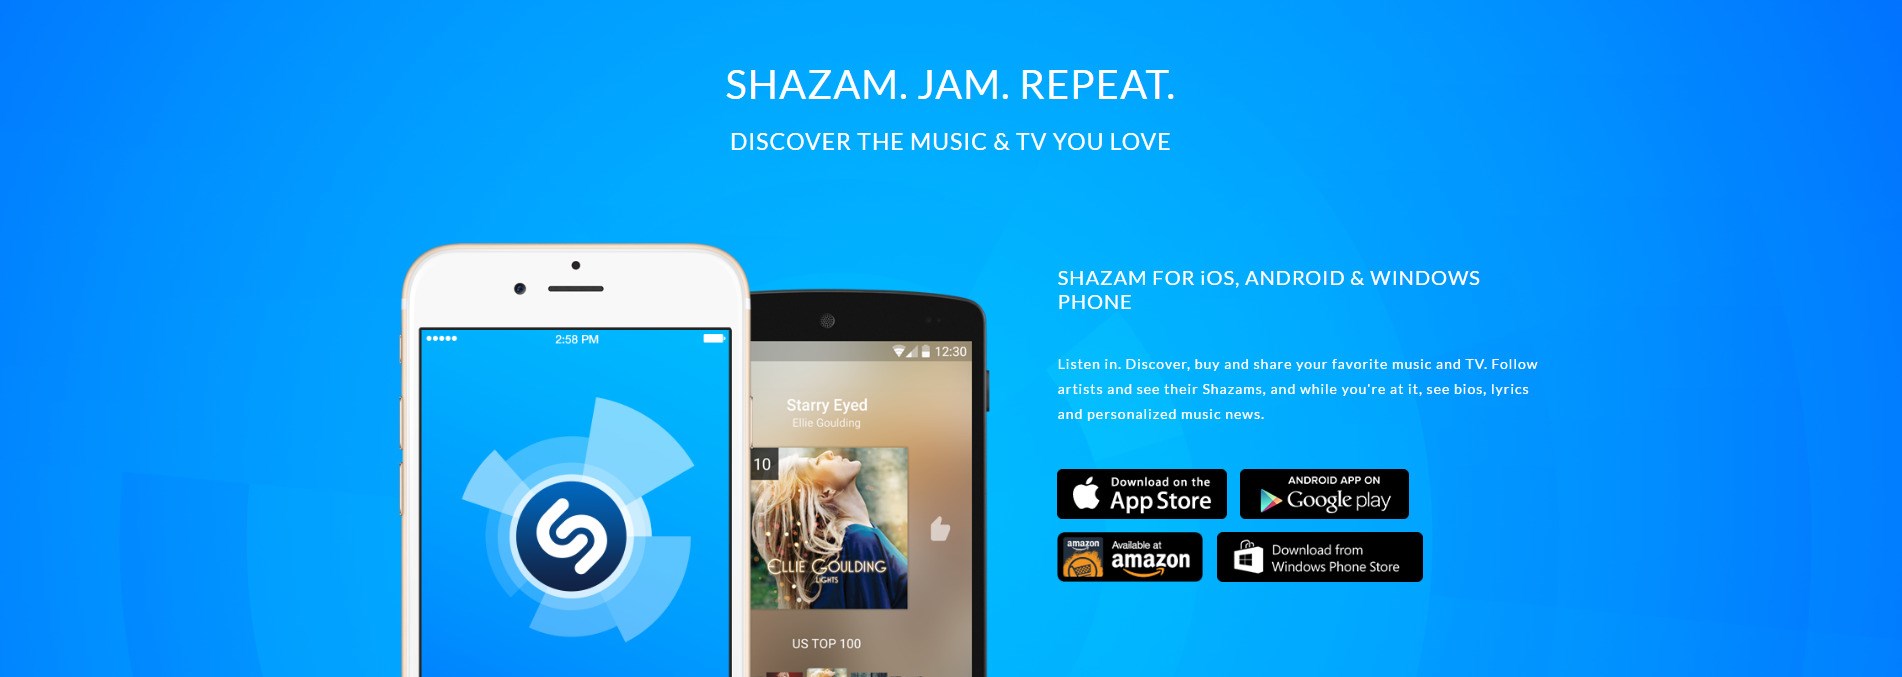 SHAZAM. JAM. REPEAT.
DISCOVER THE MUSIC & TV YOU LOVE
2:58 PM
12:30
Starry Eyed
Ellie Goulding
10
ELLIE GOULDING
LIGHTS
US TOP 100
SHAZAM FOR iOS, ANDROID & WINDOWS
PHONE
Listen in. Discover, buy and share your favorite music and TV. Follow
artists and see their Shazams, and while you're at it, see bios, lyrics
and personalized music news.
Download on the
App Store
ANDROID APP ON
Google play
amazon
Available at
amazon
Download from
Windows Phone Store